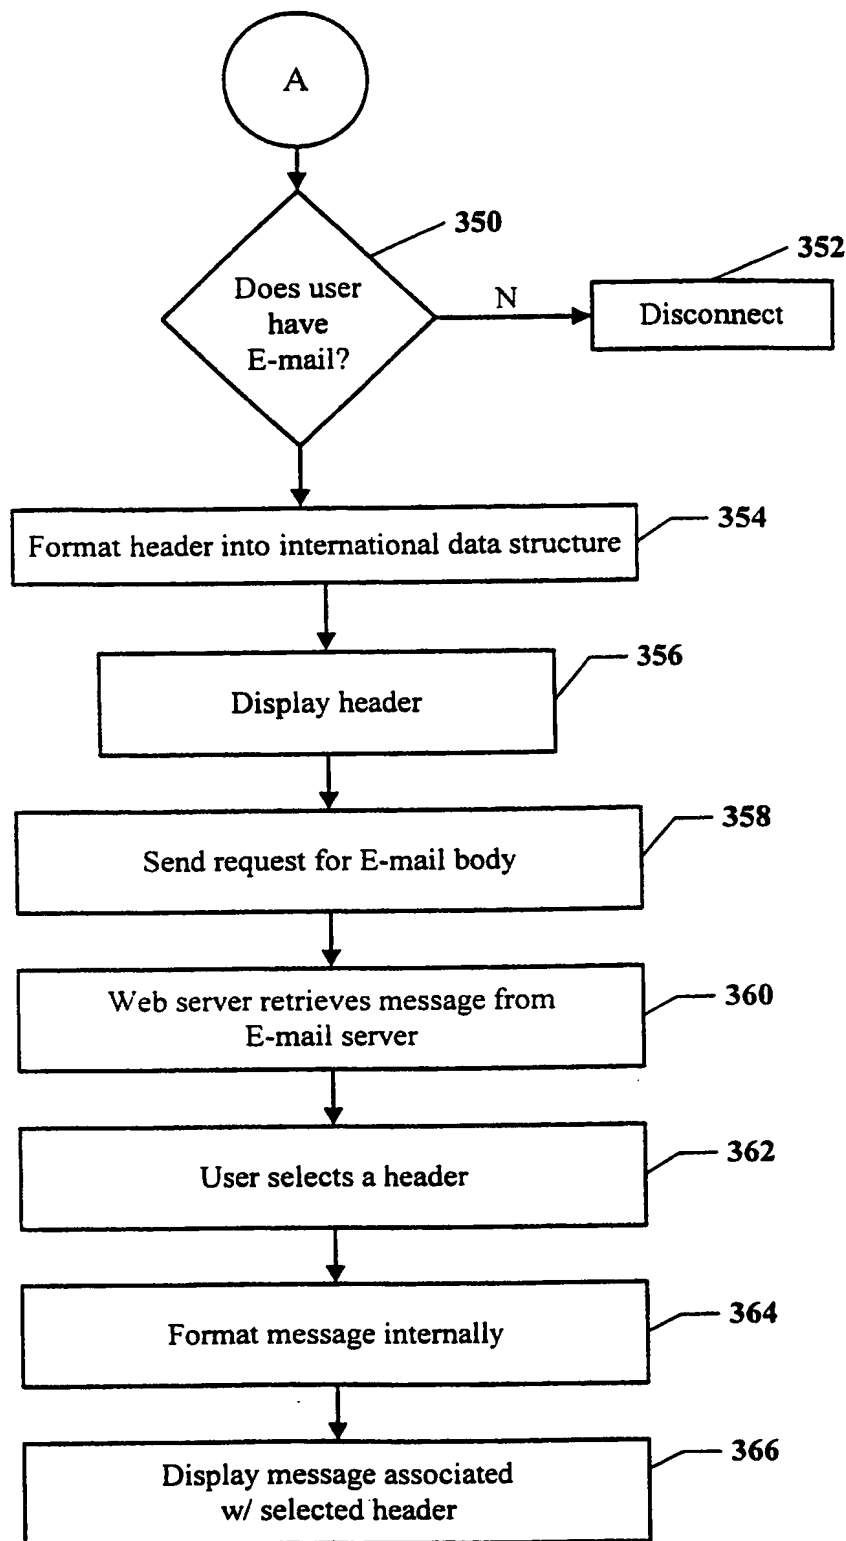 A
350
352
Does user
have
E-mail?
N
Disconnect
354
Format header into international data structure
356
Display header
358
Send request for E-mail body
360
Web server retrieves message from
E-mail server
362
User selects a header
364
Format message internally
366
Display message associated
w/ selected header